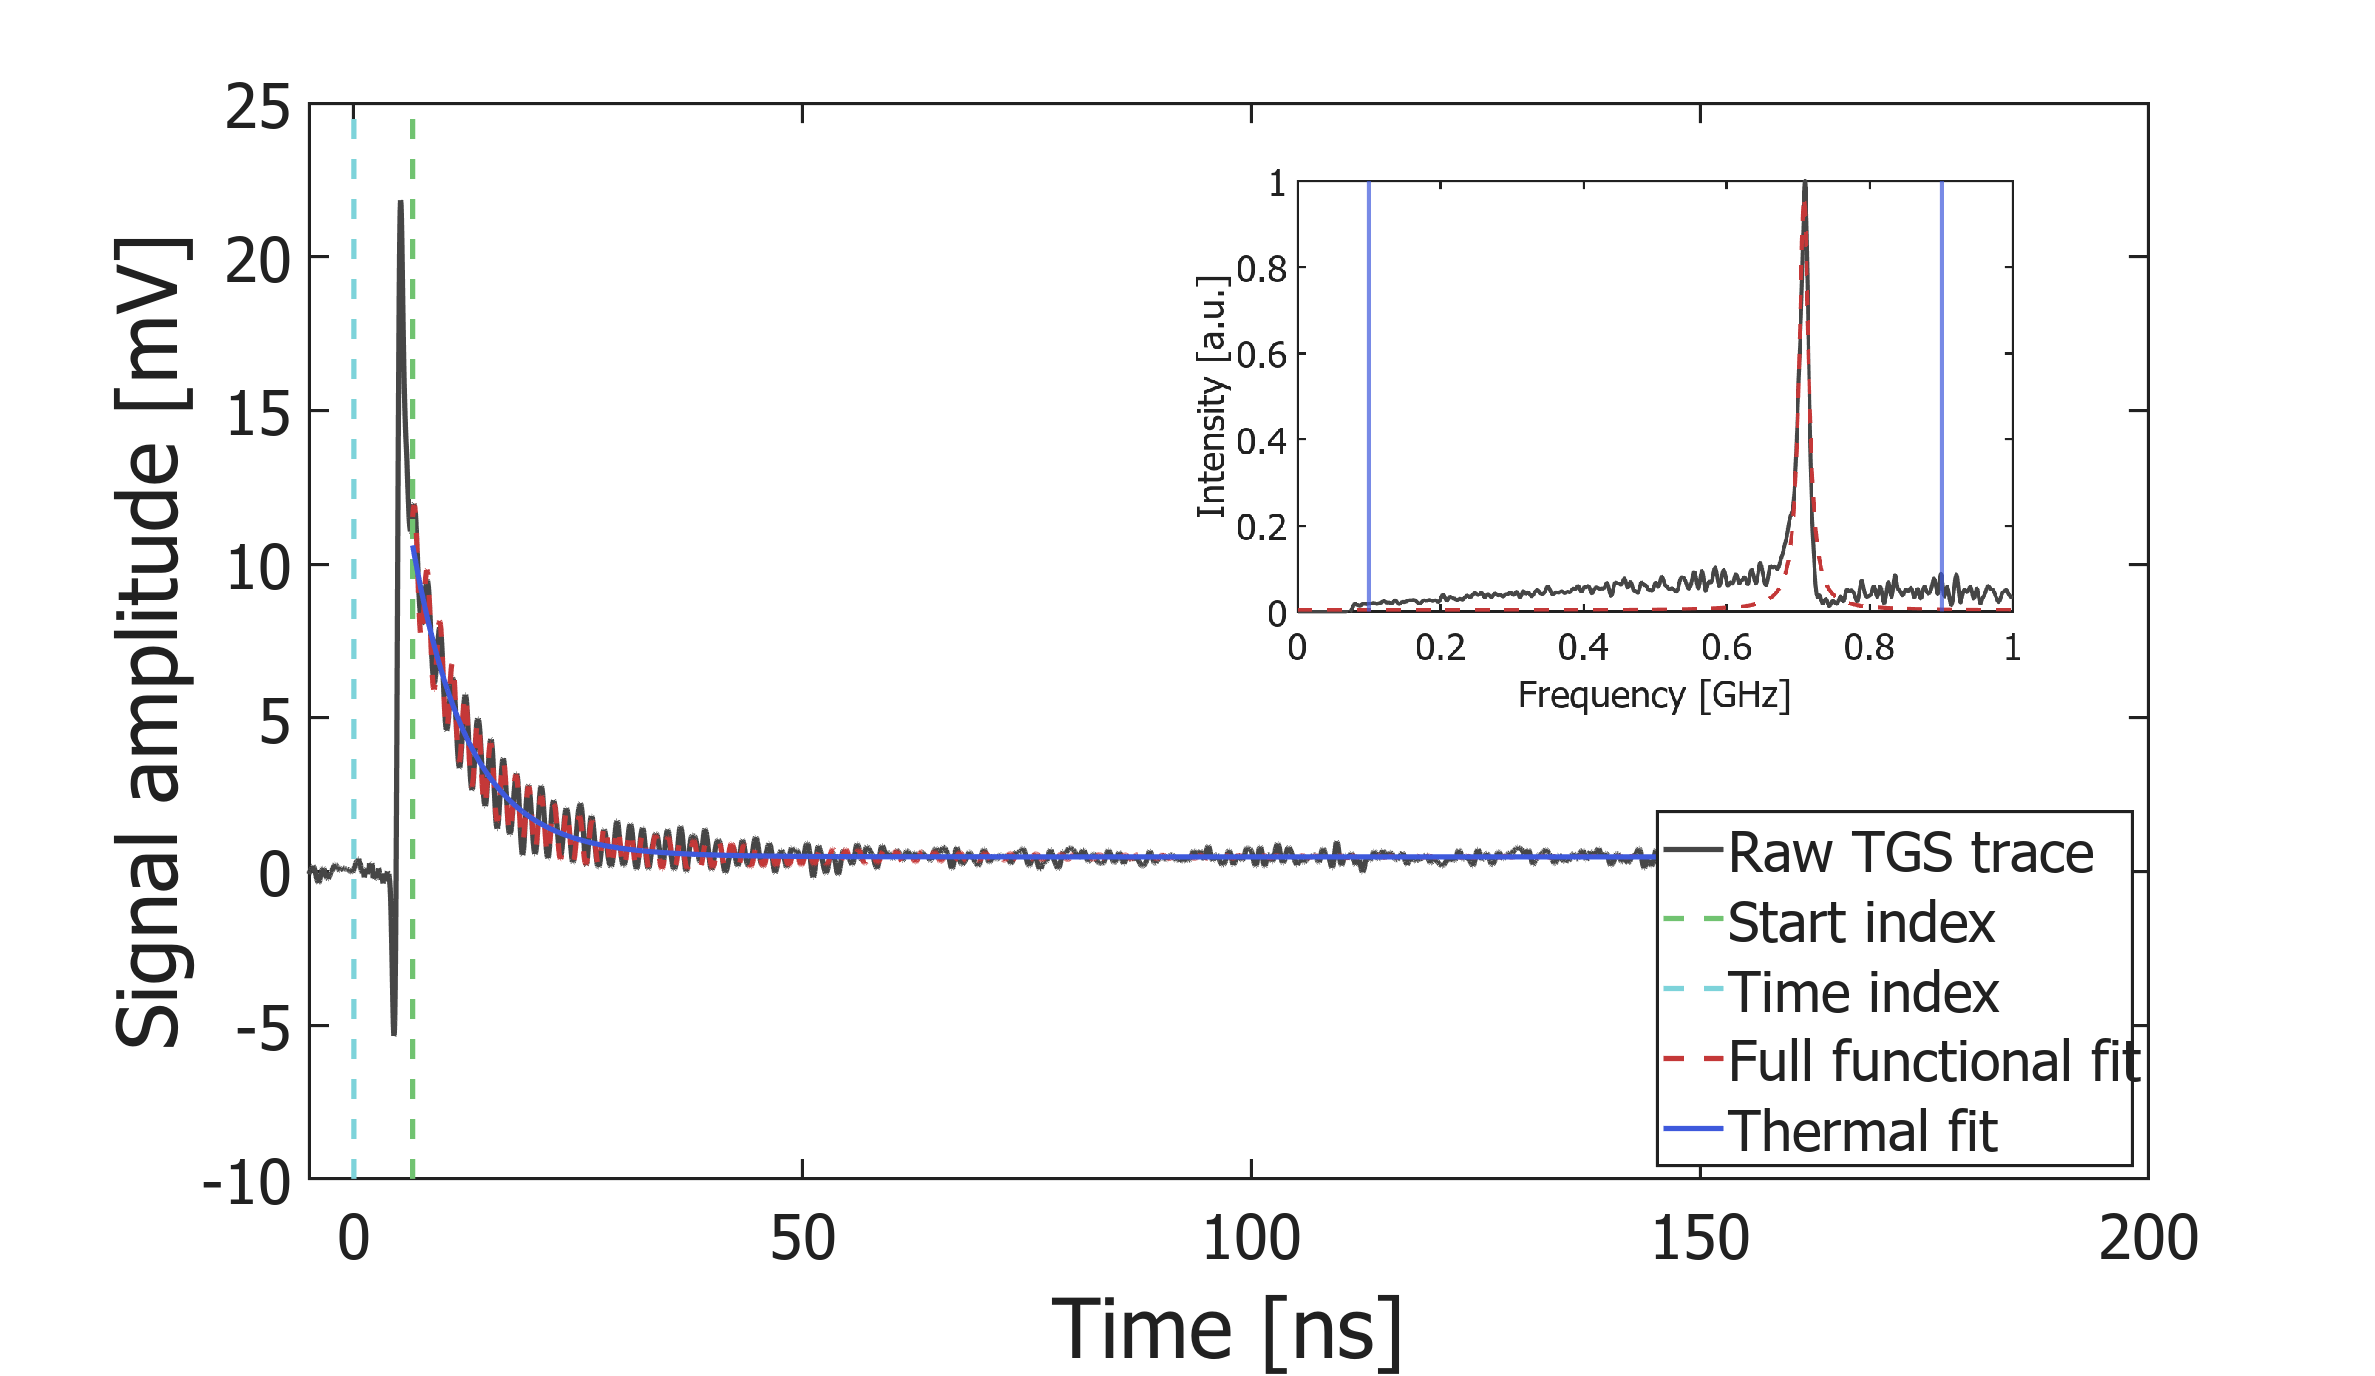 25
20
15
10
5
0
-5
-10
Signal amplitude [mV]
0
50
100
150
200
Time [ns]
1
0.8
0.6
0.4
0.2
0
Intensity [a.u.]
0
0.2
0.4
0.6
0.8
1
Frequency [GHz]
Raw TGS trace
Start index
Time index
Full functional fit
Thermal fit